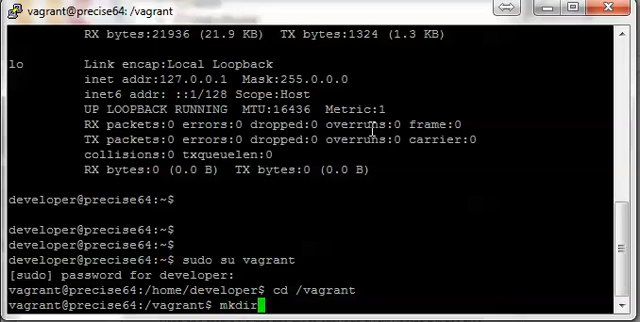 vagrant@precise64: /vagrant
RX bytes:21936 (21.9 KB)  TX bytes:1324 (1.3 KB)
lo        Link encap:Local Loopback
inet addr:127.0.0.1  Mask:255.0.0.0
inet6 addr: ::1/128 Scope:Host
UP LOOPBACK RUNNING  MTU:16436  Metric:1
RX packets:0 errors:0 dropped:0 overruns:0 frame:0
TX packets:0 errors:0 dropped:0 overruns:0 carrier:0
collisions:0 txqueuelen:0
RX bytes:0 (0.0 B)  TX bytes:0 (0.0 B)
developer@precise64:~$
developer@precise64:~$
developer@precise64:~$
developer@precise64:~$ sudo su vagrant
[sudo] password for developer:
vagrant@precise64:/home/developer$ cd /vagrant
vagrant@precise64:/vagrant$ mkdir